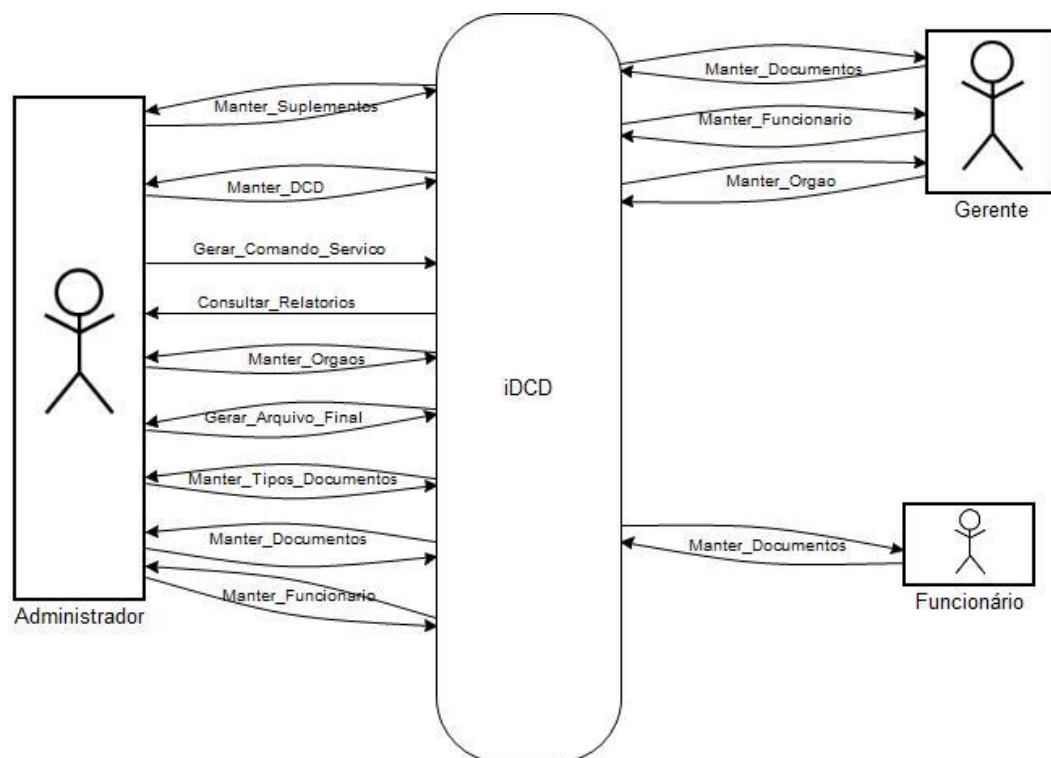 Manter_Suplementos
Manter_DCD
Gerar_Comando_Servico
Consultar_Relatorios
Manter_Orgaos
Gerar_Arquivo_Final
Manter_Tipos_Documentos
Manter_Documentos
Manter_Funcionario
Administrador
iDCD
Manter_Documentos
Manter_Funcionario
Manter_Orgao
Gerente
Manter_Documentos
Funcionário